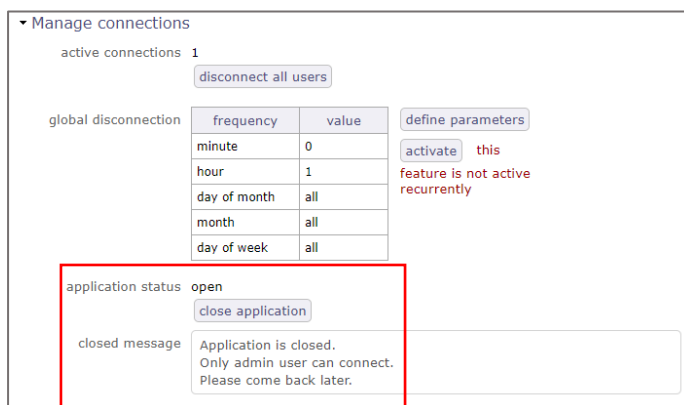 Manage connections
active connections 1
disconnect all users
global disconnection
frequency value
minute 0
hour 1
day of month all
month all
day of week all
define parameters
activate this
feature is not active
recurrently
application status open
close application
closed message
Application is closed.
Only admin user can connect.
Please come back later.